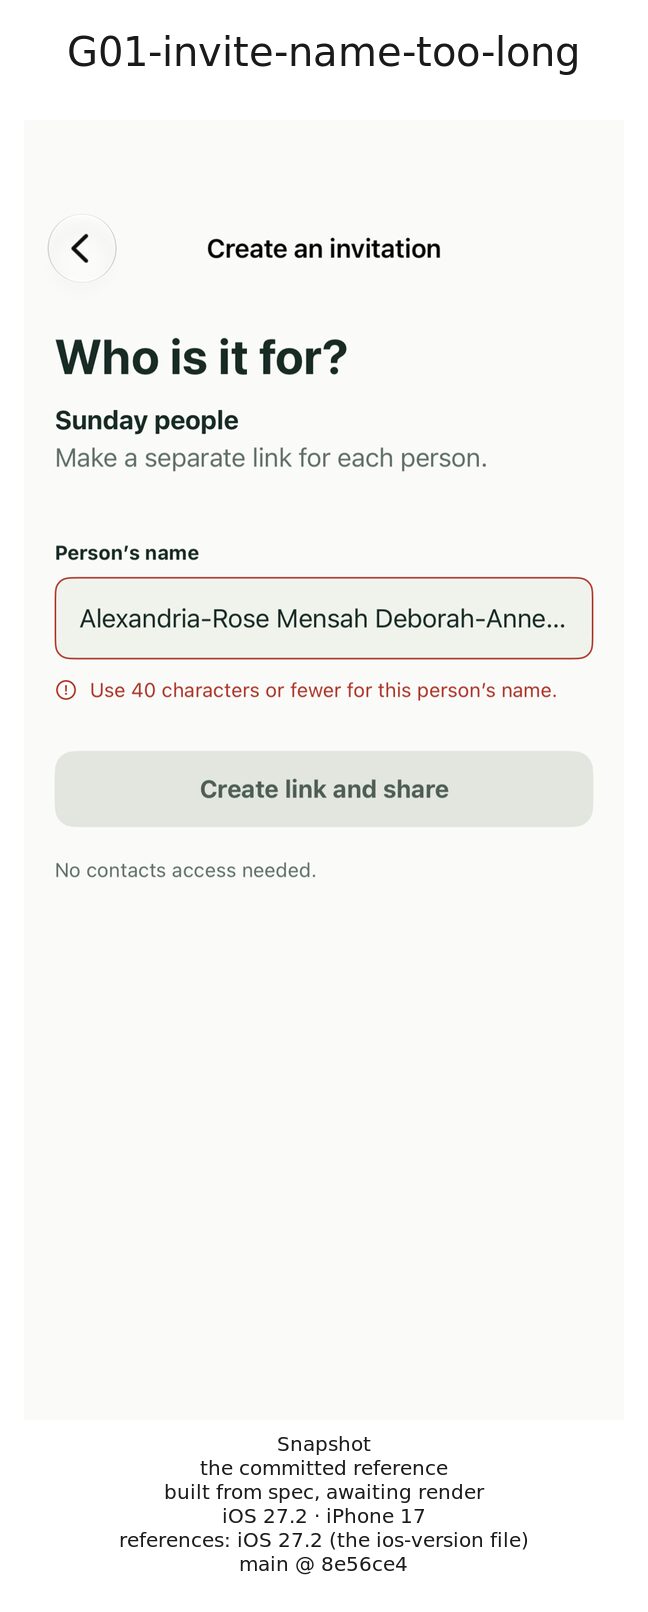 G01-invite-name-too-long
Create an invitation
Who is it for?
Sunday people
Make a separate link for each person.
Person’s name
Alexandria-Rose Mensah Deborah-Anne...
Use 40 characters or fewer for this person’s name.
Create link and share
No contacts access needed.
Snapshot
the committed reference
built from spec, awaiting render
iOS 27.2 · iPhone 17
references: iOS 27.2 (the ios-version file)
main @ 8e56ce4